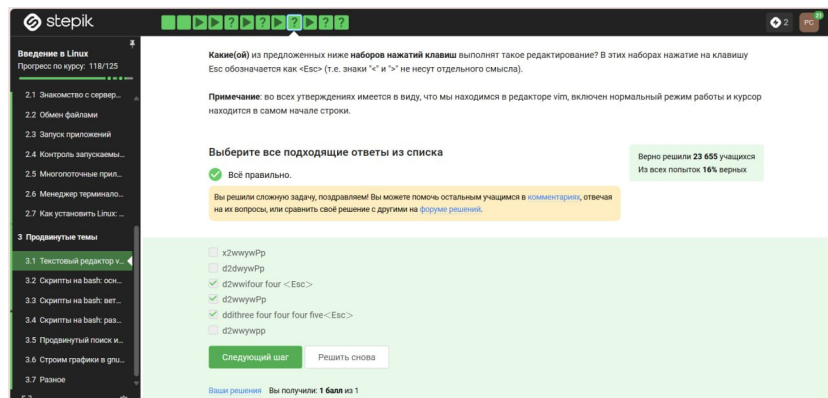 stepik
2
21
PC
Введение в Linux
Прогресс по курсу: 118/125
2.1 Знакомство с сервер...
2.2 Обмен файлами
2.3 Запуск приложений
2.4 Контроль запускаемы...
2.5 Многопоточные прил...
2.6 Менеджер терминало...
2.7 Как установить Linux: ...
3 Продвинутые темы
3.1 Текстовый редактор v...
3.2 Скрипты на bash: осн...
3.3 Скрипты на bash: вет...
3.4 Скрипты на bash: раз...
3.5 Продвинутый поиск и...
3.6 Строим графики в gnu...
3.7 Разное
Какие(ой) из предложенных ниже наборов нажатий клавиш выполнят такое редактирование? В этих наборах нажатие на клавишу
Esc обозначается как <Esc> (т.е. знаки "<" и ">" не несут отдельного смысла).
Примечание: во всех утверждениях имеется в виду, что мы находимся в редакторе vim, включен нормальный режим работы и курсор
находится в самом начале строки.
Выберите все подходящие ответы из списка
Всё правильно.
Верно решили 23 655 учащихся
Из всех попыток 16% верных
Вы решили сложную задачу, поздравляем! Вы можете помочь остальным учащимся в комментариях, отвечая
на их вопросы, или сравнить своё решение с другими на форуме решений.
x2wwywPp
d2dwywPp
d2wwifour four <Esc>
d2wwywPp
ddithree four four four five<Esc>
d2wwywpp
Следующий шаг
Решить снова
Ваши решения Вы получили: 1 балл из 1